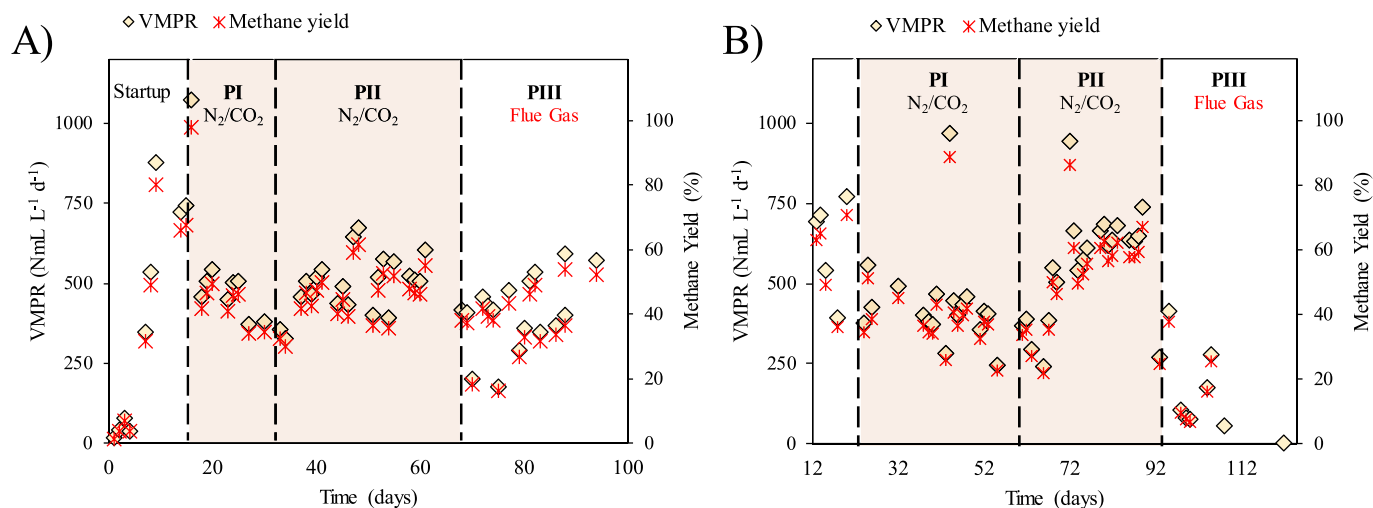 VMPR Methane yield
A)
Startup
PI
N₂/CO₂
PII
N₂/CO₂
PIII
Flue Gas
1000
750
500
250
0
VMPR (NmL L⁻¹ d⁻¹)
100
80
60
40
20
0
Methane Yield (%)
0 20 40 60 80 100
Time (days)
VMPR Methane yield
B)
PI
N₂/CO₂
PII
N₂/CO₂
PIII
Flue Gas
1000
750
500
250
0
VMPR (NmL L⁻¹ d⁻¹)
100
80
60
40
20
0
Methane Yield (%)
12 32 52 72 92 112
Time (days)